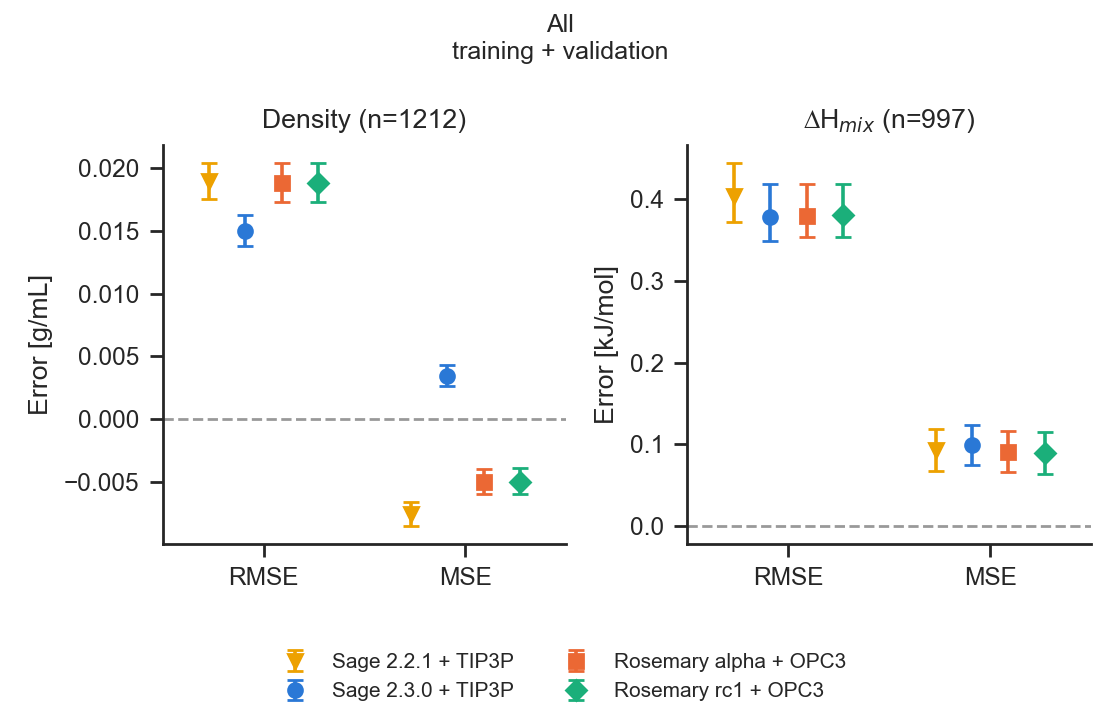 All
training + validation
Density (n=1212)
ΔH_mix (n=997)
Error [g/mL]
0.020
0.015
0.010
0.005
0.000
−0.005
RMSE
MSE
Error [kJ/mol]
0.4
0.3
0.2
0.1
0.0
RMSE
MSE
Sage 2.2.1 + TIP3P
Sage 2.3.0 + TIP3P
Rosemary alpha + OPC3
Rosemary rc1 + OPC3